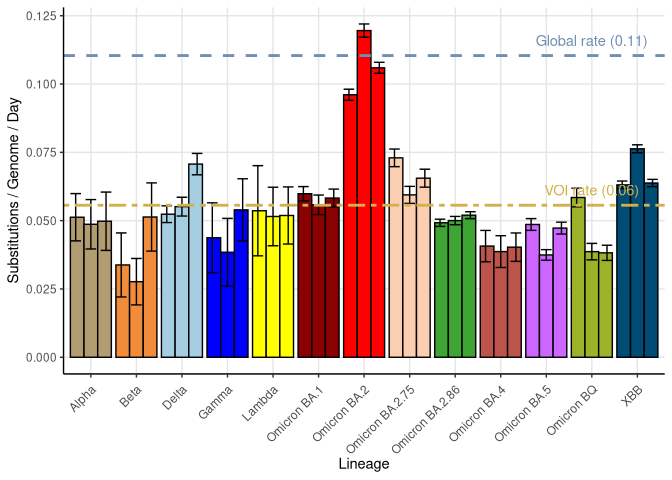 0.125
0.100
0.075
0.050
0.025
0.000
Substitutions / Genome / Day
Global rate (0.11)
VOI rate (0.06)
Alpha
Beta
Delta
Gamma
Lambda
Omicron BA.1
Omicron BA.2
Omicron BA.2.75
Omicron BA.2.86
Omicron BA.4
Omicron BA.5
Omicron BQ
XBB
Lineage